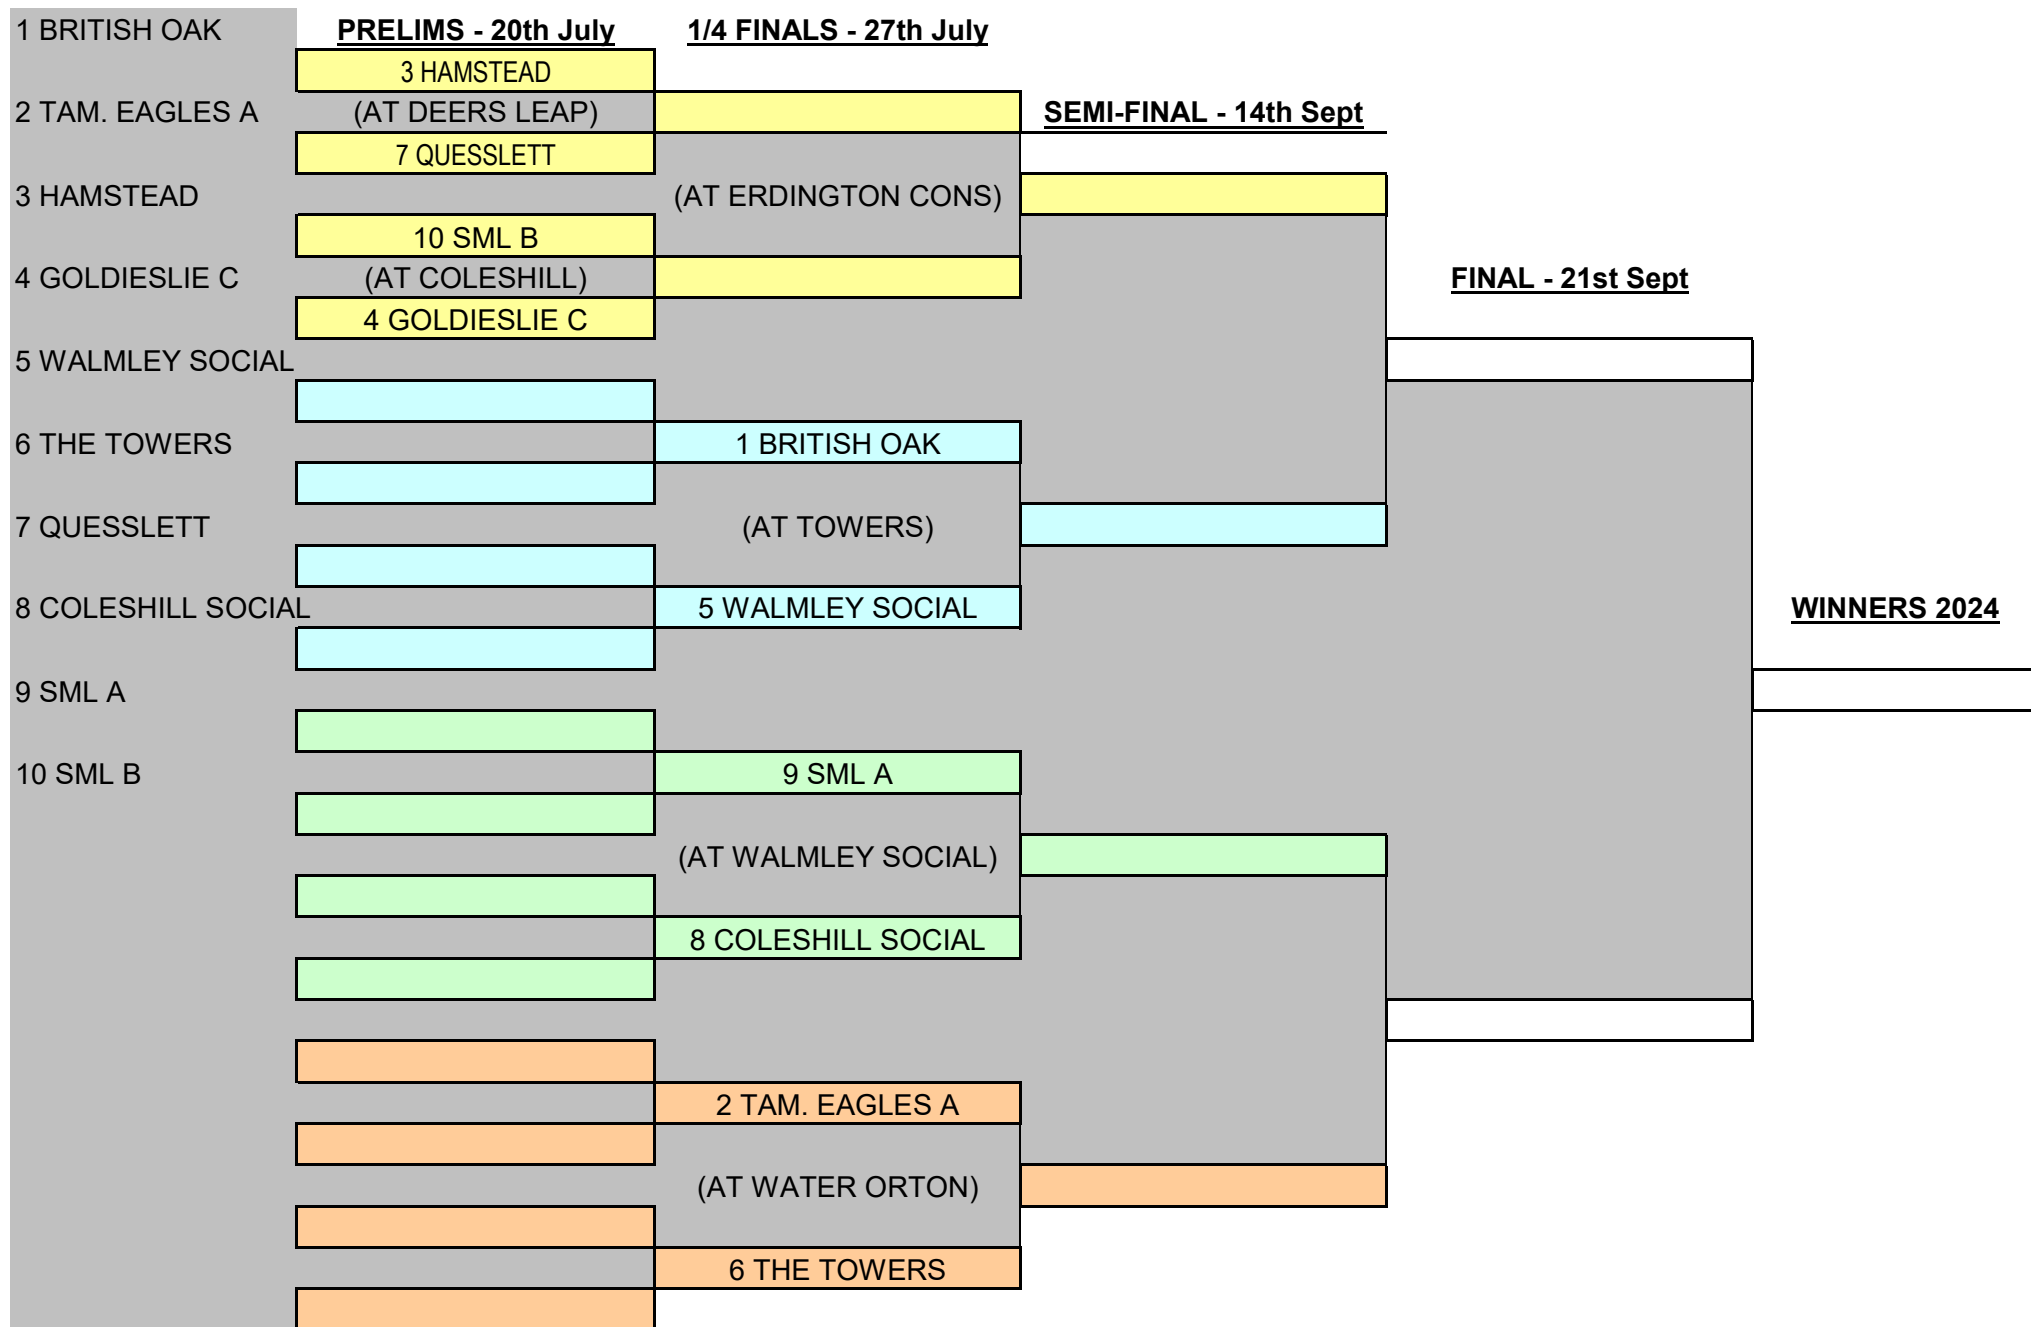 1 BRITISH OAK
PRELIMS - 20th July
1/4 FINALS - 27th July
3 HAMSTEAD
2 TAM. EAGLES A
(AT DEERS LEAP)
SEMI-FINAL - 14th Sept
7 QUESSLETT
3 HAMSTEAD
(AT ERDINGTON CONS)
10 SML B
4 GOLDIESLIE C
(AT COLESHILL)
FINAL - 21st Sept
4 GOLDIESLIE C
5 WALMLEY SOCIAL
6 THE TOWERS
1 BRITISH OAK
7 QUESSLETT
(AT TOWERS)
8 COLESHILL SOCIAL
5 WALMLEY SOCIAL
WINNERS 2024
9 SML A
10 SML B
9 SML A
(AT WALMLEY SOCIAL)
8 COLESHILL SOCIAL
2 TAM. EAGLES A
(AT WATER ORTON)
6 THE TOWERS